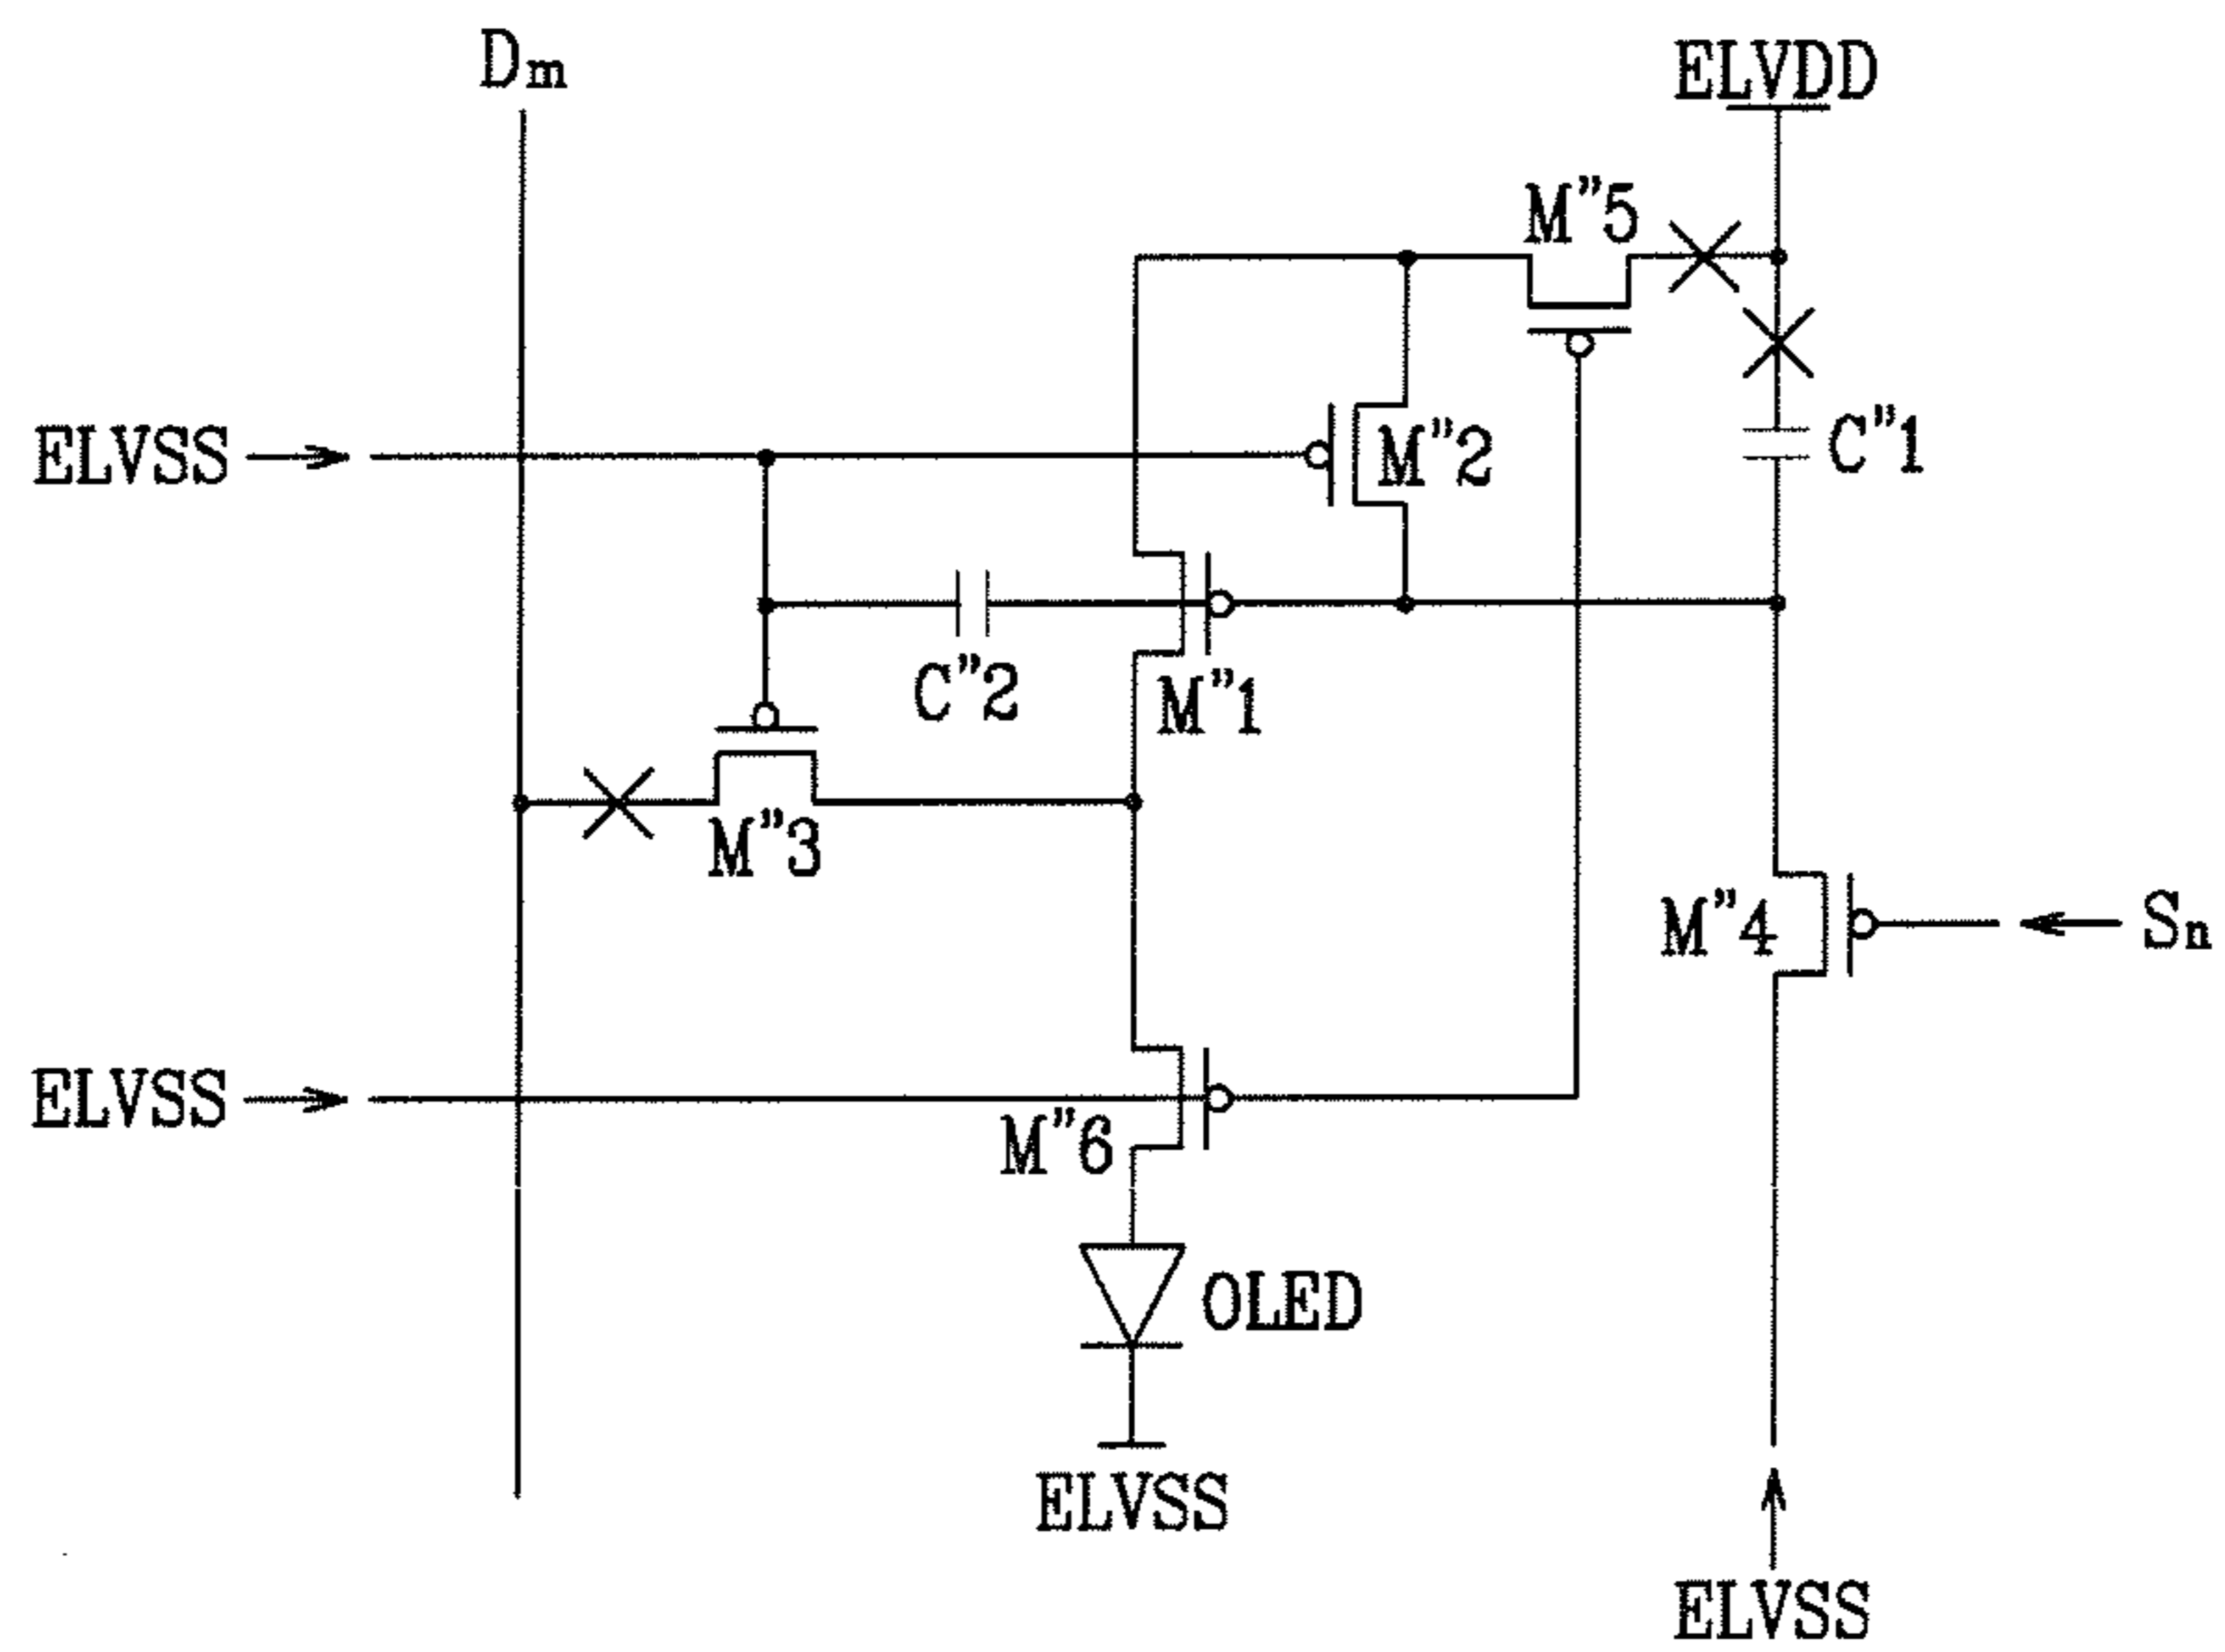 Dm
ELVDD
M"5
ELVSS
M"2
C"1
C"2
M"1
M"3
M"4
Sn
ELVSS
M"6
OLED
ELVSS
ELVSS